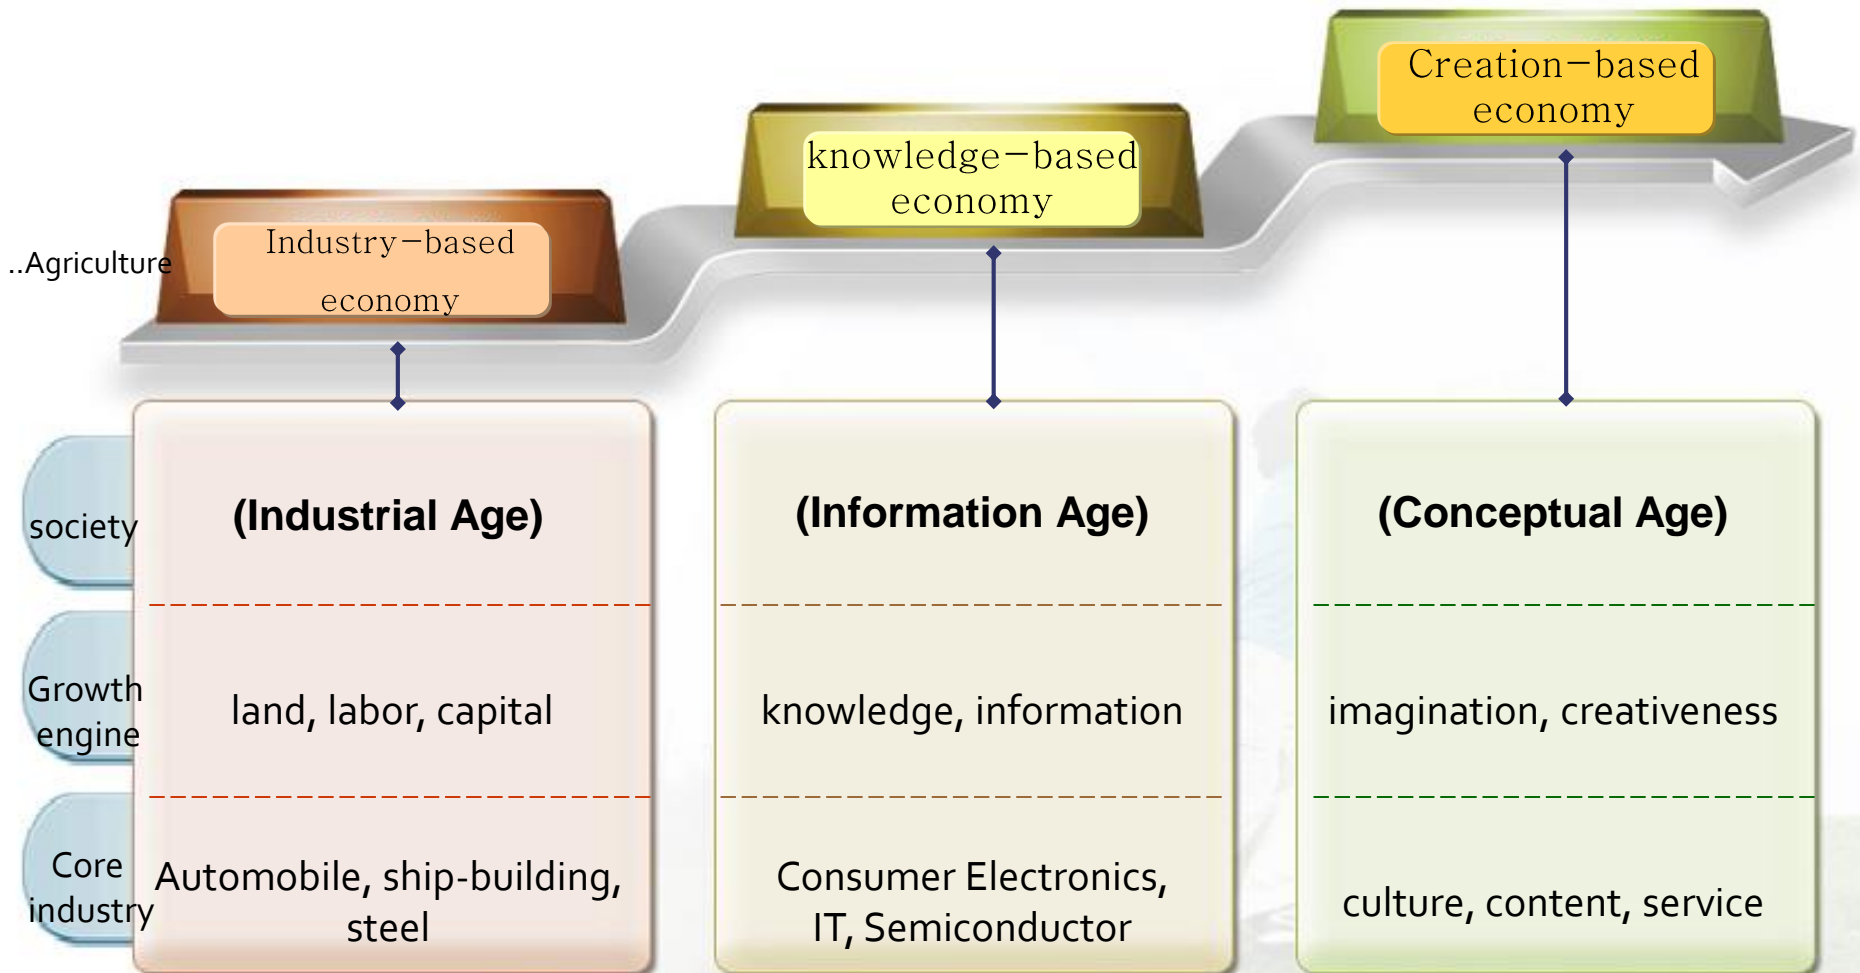 Creation-based
economy
knowledge-based
economy
Industry-based
economy
..Agriculture
society
(Industrial Age)
(Information Age)
(Conceptual Age)
Growth
engine
land, labor, capital
knowledge, information
imagination, creativeness
Core
industry
Automobile, ship-building,
steel
Consumer Electronics,
IT, Semiconductor
culture, content, service